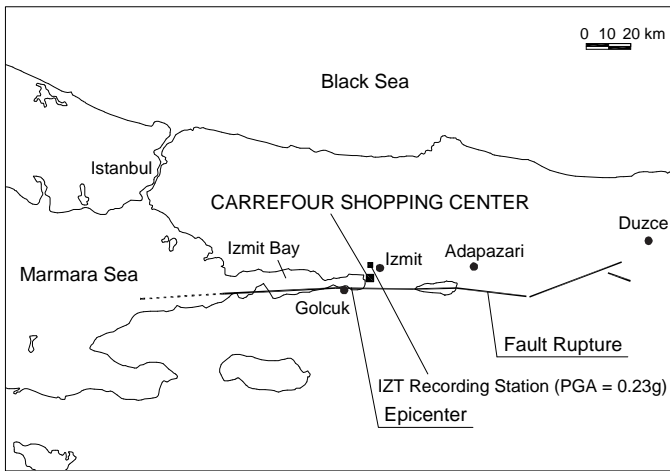 0 10 20 km
Black Sea
Istanbul
CARREFOUR SHOPPING CENTER
Duzce
Izmit Bay
Izmit
Adapazari
Marmara Sea
Golcuk
Fault Rupture
IZT Recording Station (PGA = 0.23g)
Epicenter